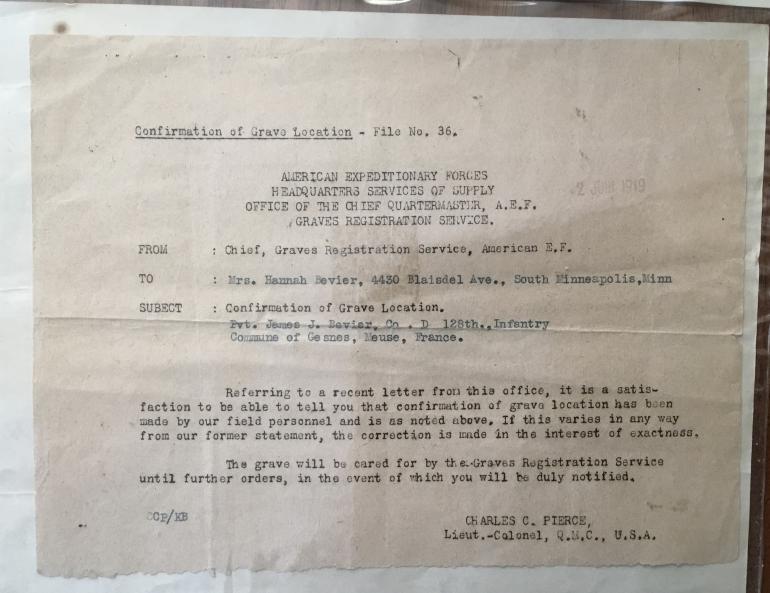 Confirmation of Grave Location - File No. 36.
AMERICAN EXPEDITIONARY FORCES
HEADQUARTERS SERVICES OF SUPPLY
OFFICE OF THE CHIEF QUARTERMASTER, A.E.F.
GRAVES REGISTRATION SERVICE.
2 JUN 1919
FROM : Chief, Graves Registration Service, American E.F.
TO : Mrs. Hannah Bevier, 4430 Blaisdel Ave., South Minneapolis,Minn
SUBECT : Confirmation of Grave Location.
Pvt. James J. Bevier, Co . D 128th., Infantry
Commune of Gesnes, Meuse, France.
Referring to a recent letter from this office, it is a satis-
faction to be able to tell you that confirmation of grave location has been
made by our field personnel and is as noted above. If this varies in any way
from our former statement, the correction is made in the interest of exactness.
The grave will be cared for by the Graves Registration Service
until further orders, in the event of which you will be duly notified.
CCP/KB
CHARLES C. PIERCE,
Lieut.-Colonel, Q.M.C., U.S.A.